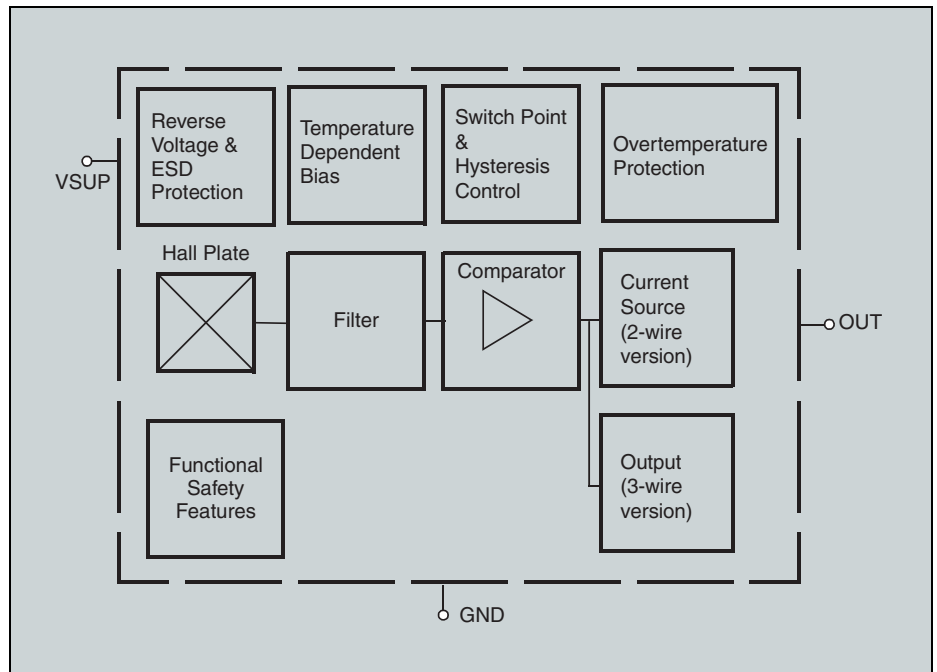 Reverse
Voltage &
ESD
Protection
Temperature
Dependent
Bias
Switch Point
&
Hysteresis
Control
Overtemperature
Protection
VSUP
Hall Plate
Filter
Comparator
Current
Source
(2-wire
version)
OUT
Functional
Safety
Features
Output
(3-wire
version)
GND